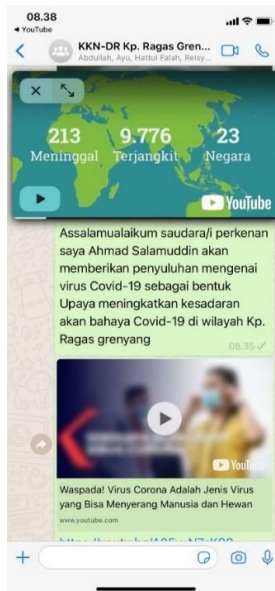 08.38
◀ YouTube
KKN-DR Kp. Ragas Gren...
Abdullah, Ayu, Hattul Falah, Reisy...
213 9.776 23
Meninggal Terjangkit Negara
YouTube
Assalamualaikum saudara/i perkenan
saya Ahmad Salamuddin akan
memberikan penyuluhan mengenai
virus Covid-19 sebagai bentuk
Upaya meningkatkan kesadaran
akan bahaya Covid-19 di wilayah Kp.
Ragas grenyang
08.35
YouTube
Waspada! Virus Corona Adalah Jenis Virus
yang Bisa Menyerang Manusia dan Hewan
www.youtube.com